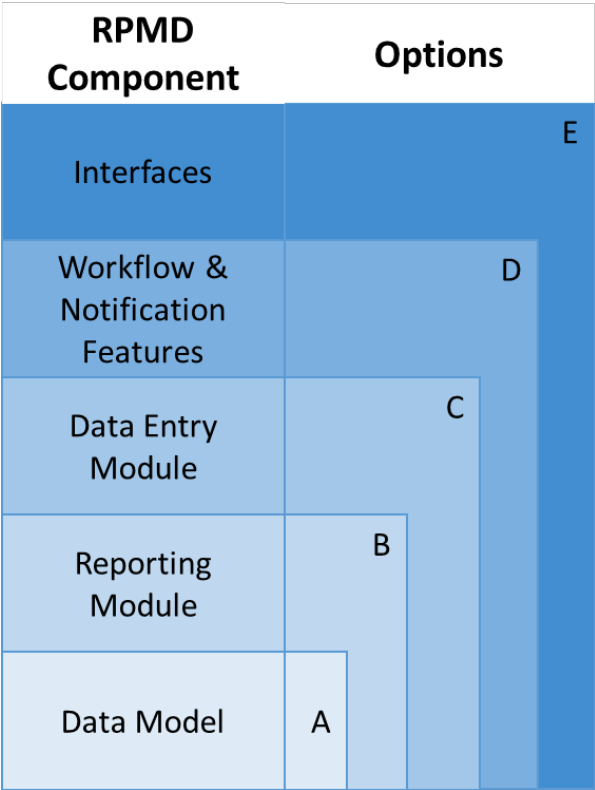 RPMD
Component
Options
Interfaces
E
Workflow &
Notification
Features
D
Data Entry
Module
C
Reporting
Module
B
Data Model
A